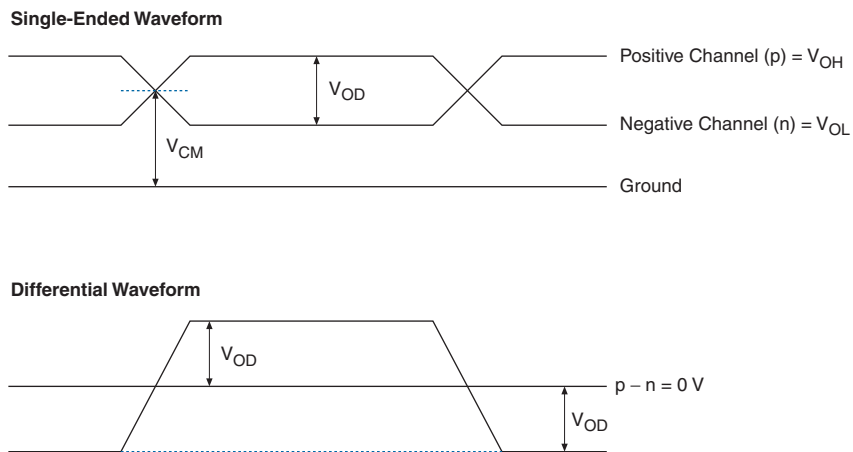 Single-Ended Waveform
Positive Channel (p) = VOH
VOD
Negative Channel (n) = VOL
VCM
Ground
Differential Waveform
VOD
p – n = 0 V
VOD